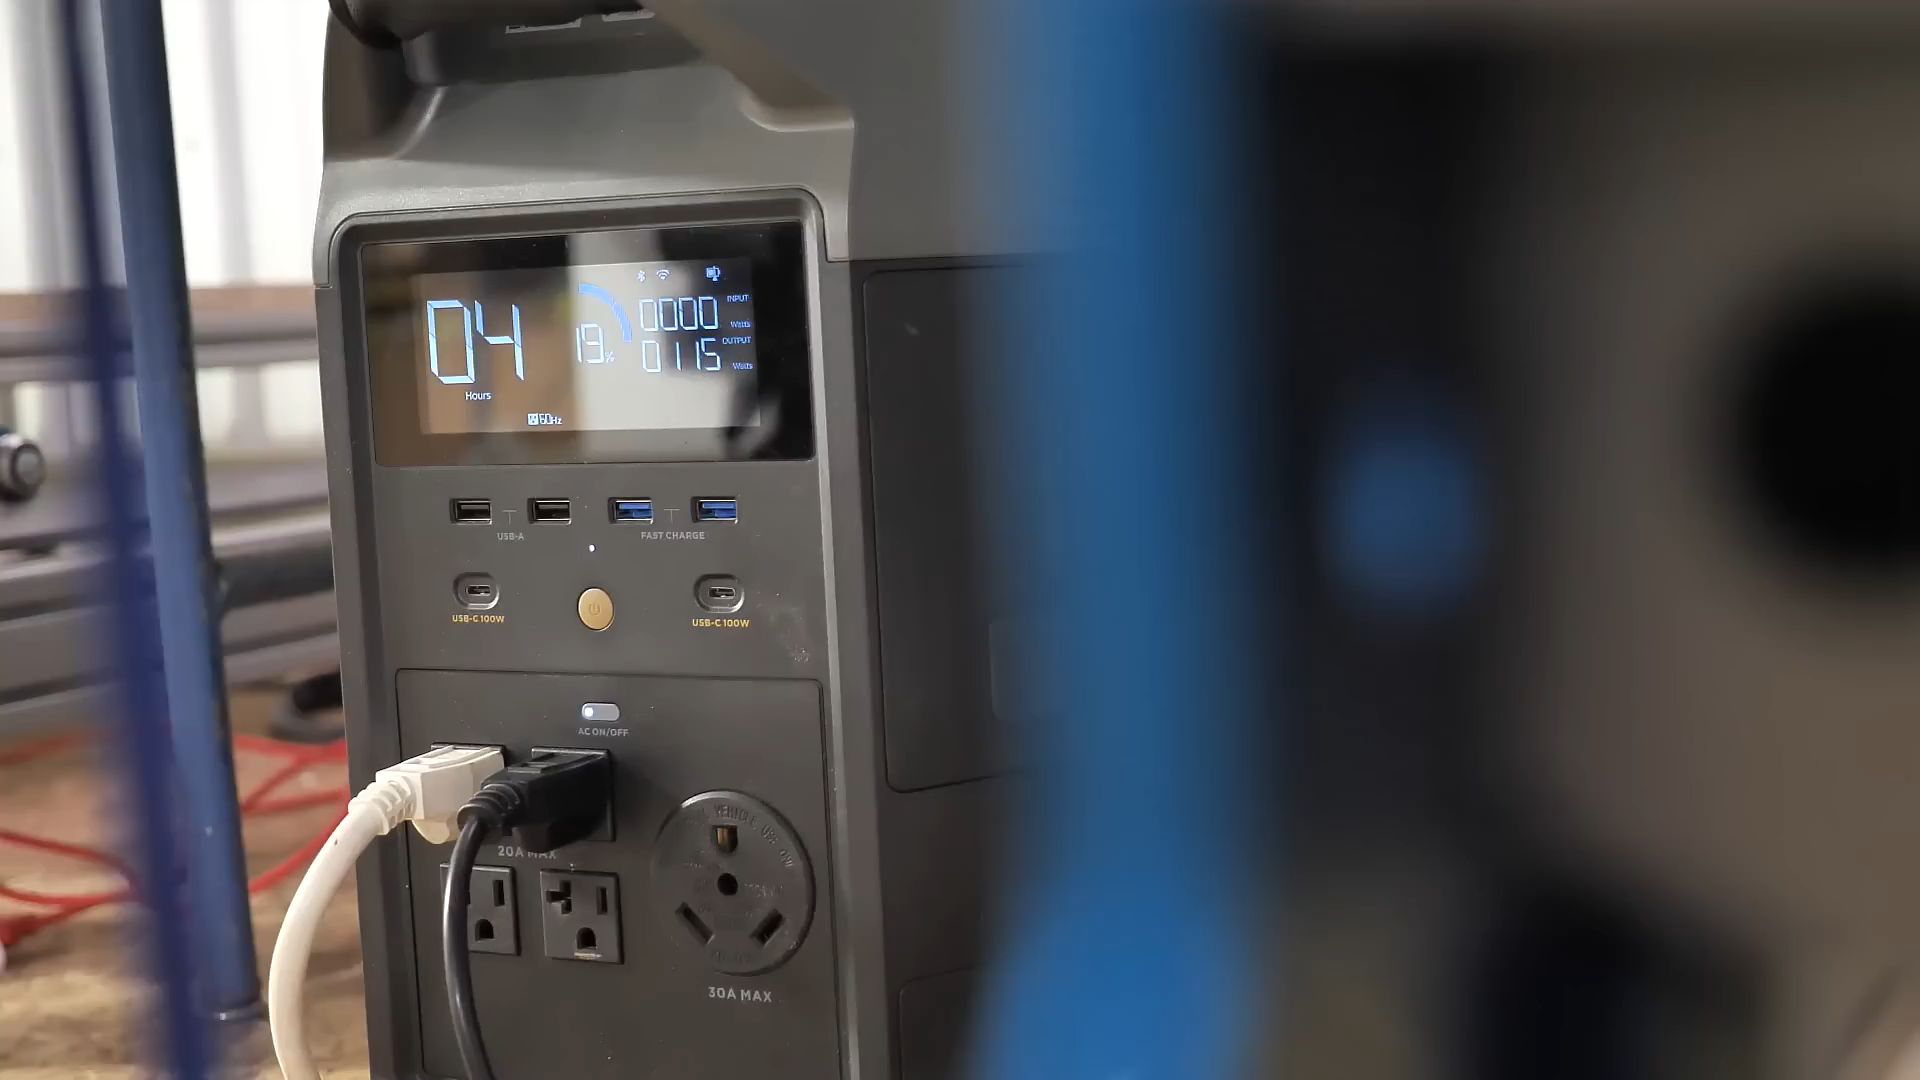 04
Hours
19%
0000
INPUT
Watts
0115
OUTPUT
Watts
60Hz
USB-A
FAST CHARGE
USB-C 100W
USB-C 100W
AC ON/OFF
20A MAX
30A MAX